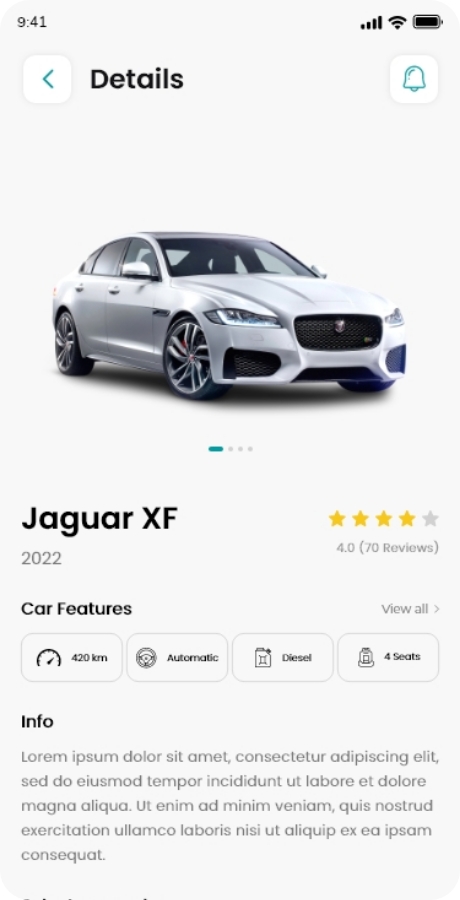 9:41
Details
Jaguar XF
2022
4.0 (70 Reviews)
Car Features
View all >
420 km
Automatic
Diesel
4 Seats
Info
Lorem ipsum dolor sit amet, consectetur adipiscing elit,
sed do eiusmod tempor incididunt ut labore et dolore
magna aliqua. Ut enim ad minim veniam, quis nostrud
exercitation ullamco laboris nisi ut aliquip ex ea ipsam
consequat.